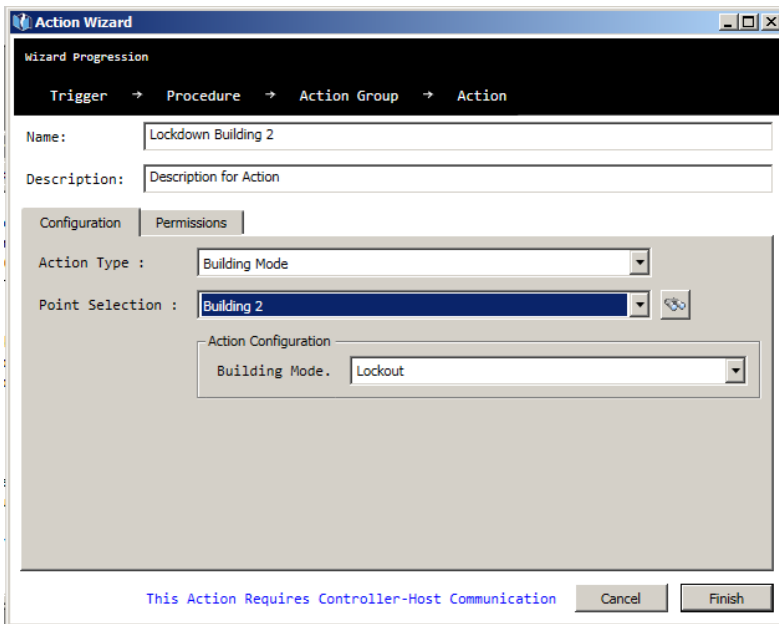 Action Wizard
Wizard Progression
Trigger → Procedure → Action Group → Action
Name: Lockdown Building 2
Description: Description for Action
Configuration Permissions
Action Type : Building Mode
Point Selection : Building 2
Action Configuration
Building Mode. Lockout
This Action Requires Controller-Host Communication Cancel Finish